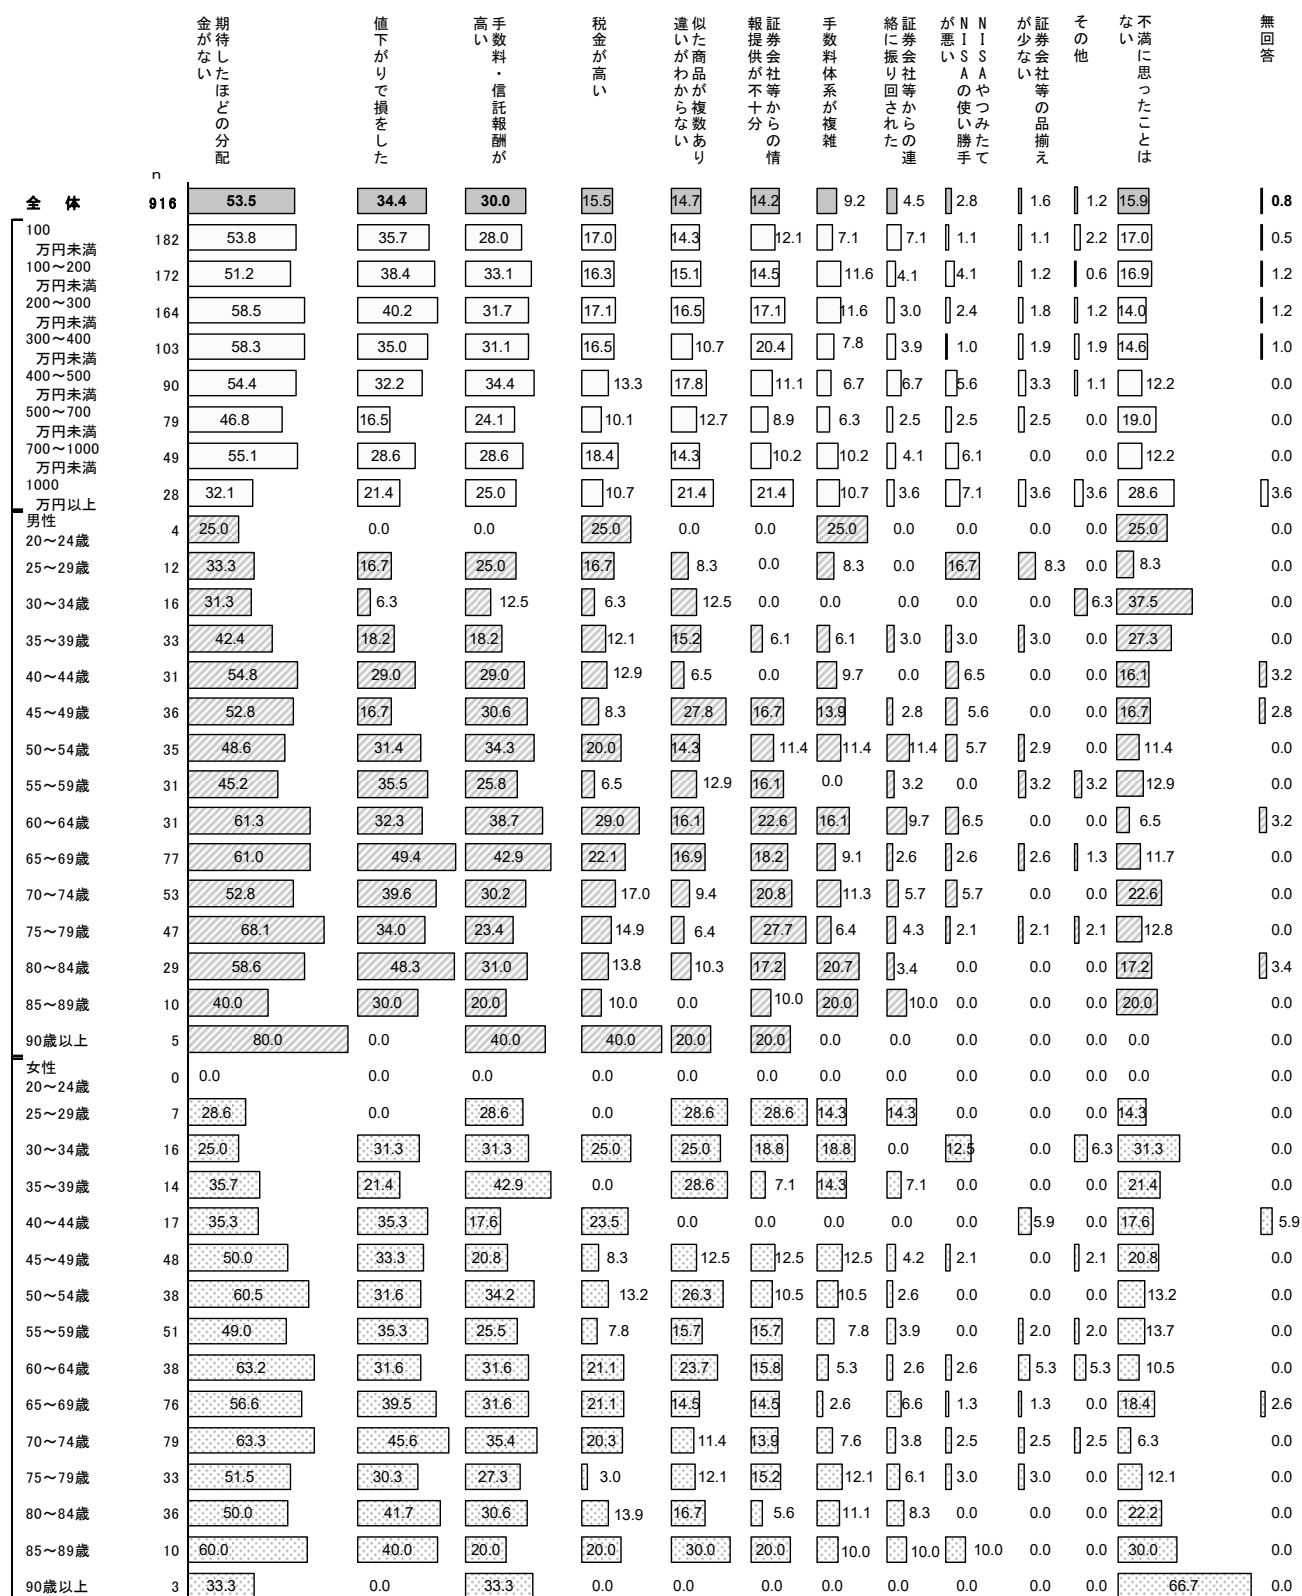 期待したほどの分配
金がない
値下がりで損をした
手数料・信託報酬が
高い
税金が高い
似た商品が複数あり
違いがわからない
証券会社等からの情
報提供が不十分
手数料体系が複雑
証券会社等からの連
絡に振り回された
NISAやつみたて
NISAの使い勝手
が悪い
証券会社等の品揃え
が少ない
その他
不満に思ったことは
ない
無回答
n
全 体 916 53.5 34.4 30.0 15.5 14.7 14.2 9.2 4.5 2.8 1.6 1.2 15.9 0.8
100
万円未満 182 53.8 35.7 28.0 17.0 14.3 12.1 7.1 7.1 1.1 1.1 2.2 17.0 0.5
100～200
万円未満 172 51.2 38.4 33.1 16.3 15.1 14.5 11.6 4.1 4.1 1.2 0.6 16.9 1.2
200～300
万円未満 164 58.5 40.2 31.7 17.1 16.5 17.1 11.6 3.0 2.4 1.8 1.2 14.0 1.2
300～400
万円未満 103 58.3 35.0 31.1 16.5 10.7 20.4 7.8 3.9 1.0 1.9 1.9 14.6 1.0
400～500
万円未満 90 54.4 32.2 34.4 13.3 17.8 11.1 6.7 6.7 5.6 3.3 1.1 12.2 0.0
500～700
万円未満 79 46.8 16.5 24.1 10.1 12.7 8.9 6.3 2.5 2.5 2.5 0.0 19.0 0.0
700～1000
万円未満 49 55.1 28.6 28.6 18.4 14.3 10.2 10.2 4.1 6.1 0.0 0.0 12.2 0.0
1000
万円以上 28 32.1 21.4 25.0 10.7 21.4 21.4 10.7 3.6 7.1 3.6 3.6 28.6 3.6
男性
20～24歳 4 25.0 0.0 0.0 25.0 0.0 0.0 25.0 0.0 0.0 0.0 0.0 25.0 0.0
25～29歳 12 33.3 16.7 25.0 16.7 8.3 0.0 8.3 0.0 16.7 8.3 0.0 8.3 0.0
30～34歳 16 31.3 6.3 12.5 6.3 12.5 0.0 0.0 0.0 0.0 0.0 6.3 37.5 0.0
35～39歳 33 42.4 18.2 18.2 12.1 15.2 6.1 6.1 3.0 3.0 3.0 0.0 27.3 0.0
40～44歳 31 54.8 29.0 29.0 12.9 6.5 0.0 9.7 0.0 6.5 0.0 0.0 16.1 3.2
45～49歳 36 52.8 16.7 30.6 8.3 27.8 16.7 13.9 2.8 5.6 0.0 0.0 16.7 2.8
50～54歳 35 48.6 31.4 34.3 20.0 14.3 11.4 11.4 11.4 5.7 2.9 0.0 11.4 0.0
55～59歳 31 45.2 35.5 25.8 6.5 12.9 16.1 0.0 3.2 0.0 3.2 3.2 12.9 0.0
60～64歳 31 61.3 32.3 38.7 29.0 16.1 22.6 16.1 9.7 6.5 0.0 0.0 6.5 3.2
65～69歳 77 61.0 49.4 42.9 22.1 16.9 18.2 9.1 2.6 2.6 2.6 1.3 11.7 0.0
70～74歳 53 52.8 39.6 30.2 17.0 9.4 20.8 11.3 5.7 5.7 0.0 0.0 22.6 0.0
75～79歳 47 68.1 34.0 23.4 14.9 6.4 27.7 6.4 4.3 2.1 2.1 2.1 12.8 0.0
80～84歳 29 58.6 48.3 31.0 13.8 10.3 17.2 20.7 3.4 0.0 0.0 0.0 17.2 3.4
85～89歳 10 40.0 30.0 20.0 10.0 0.0 10.0 20.0 10.0 0.0 0.0 0.0 20.0 0.0
90歳以上 5 80.0 0.0 40.0 40.0 20.0 20.0 0.0 0.0 0.0 0.0 0.0 0.0 0.0
女性
20～24歳 0 0.0 0.0 0.0 0.0 0.0 0.0 0.0 0.0 0.0 0.0 0.0 0.0 0.0
25～29歳 7 28.6 0.0 28.6 0.0 28.6 28.6 14.3 14.3 0.0 0.0 0.0 14.3 0.0
30～34歳 16 25.0 31.3 31.3 25.0 25.0 18.8 18.8 0.0 12.5 0.0 6.3 31.3 0.0
35～39歳 14 35.7 21.4 42.9 0.0 28.6 7.1 14.3 7.1 0.0 0.0 0.0 21.4 0.0
40～44歳 17 35.3 35.3 17.6 23.5 0.0 0.0 0.0 0.0 0.0 5.9 0.0 17.6 5.9
45～49歳 48 50.0 33.3 20.8 8.3 12.5 12.5 12.5 4.2 2.1 0.0 2.1 20.8 0.0
50～54歳 38 60.5 31.6 34.2 13.2 26.3 10.5 10.5 2.6 0.0 0.0 0.0 13.2 0.0
55～59歳 51 49.0 35.3 25.5 7.8 15.7 15.7 7.8 3.9 0.0 2.0 2.0 13.7 0.0
60～64歳 38 63.2 31.6 31.6 21.1 23.7 15.8 5.3 2.6 2.6 5.3 5.3 10.5 0.0
65～69歳 76 56.6 39.5 31.6 21.1 14.5 14.5 2.6 6.6 1.3 1.3 0.0 18.4 2.6
70～74歳 79 63.3 45.6 35.4 20.3 11.4 13.9 7.6 3.8 2.5 2.5 2.5 6.3 0.0
75～79歳 33 51.5 30.3 27.3 3.0 12.1 15.2 12.1 6.1 3.0 3.0 0.0 12.1 0.0
80～84歳 36 50.0 41.7 30.6 13.9 16.7 5.6 11.1 8.3 0.0 0.0 0.0 22.2 0.0
85～89歳 10 60.0 40.0 20.0 20.0 30.0 20.0 10.0 10.0 10.0 0.0 0.0 30.0 0.0
90歳以上 3 33.3 0.0 33.3 0.0 0.0 0.0 0.0 0.0 0.0 0.0 0.0 66.7 0.0